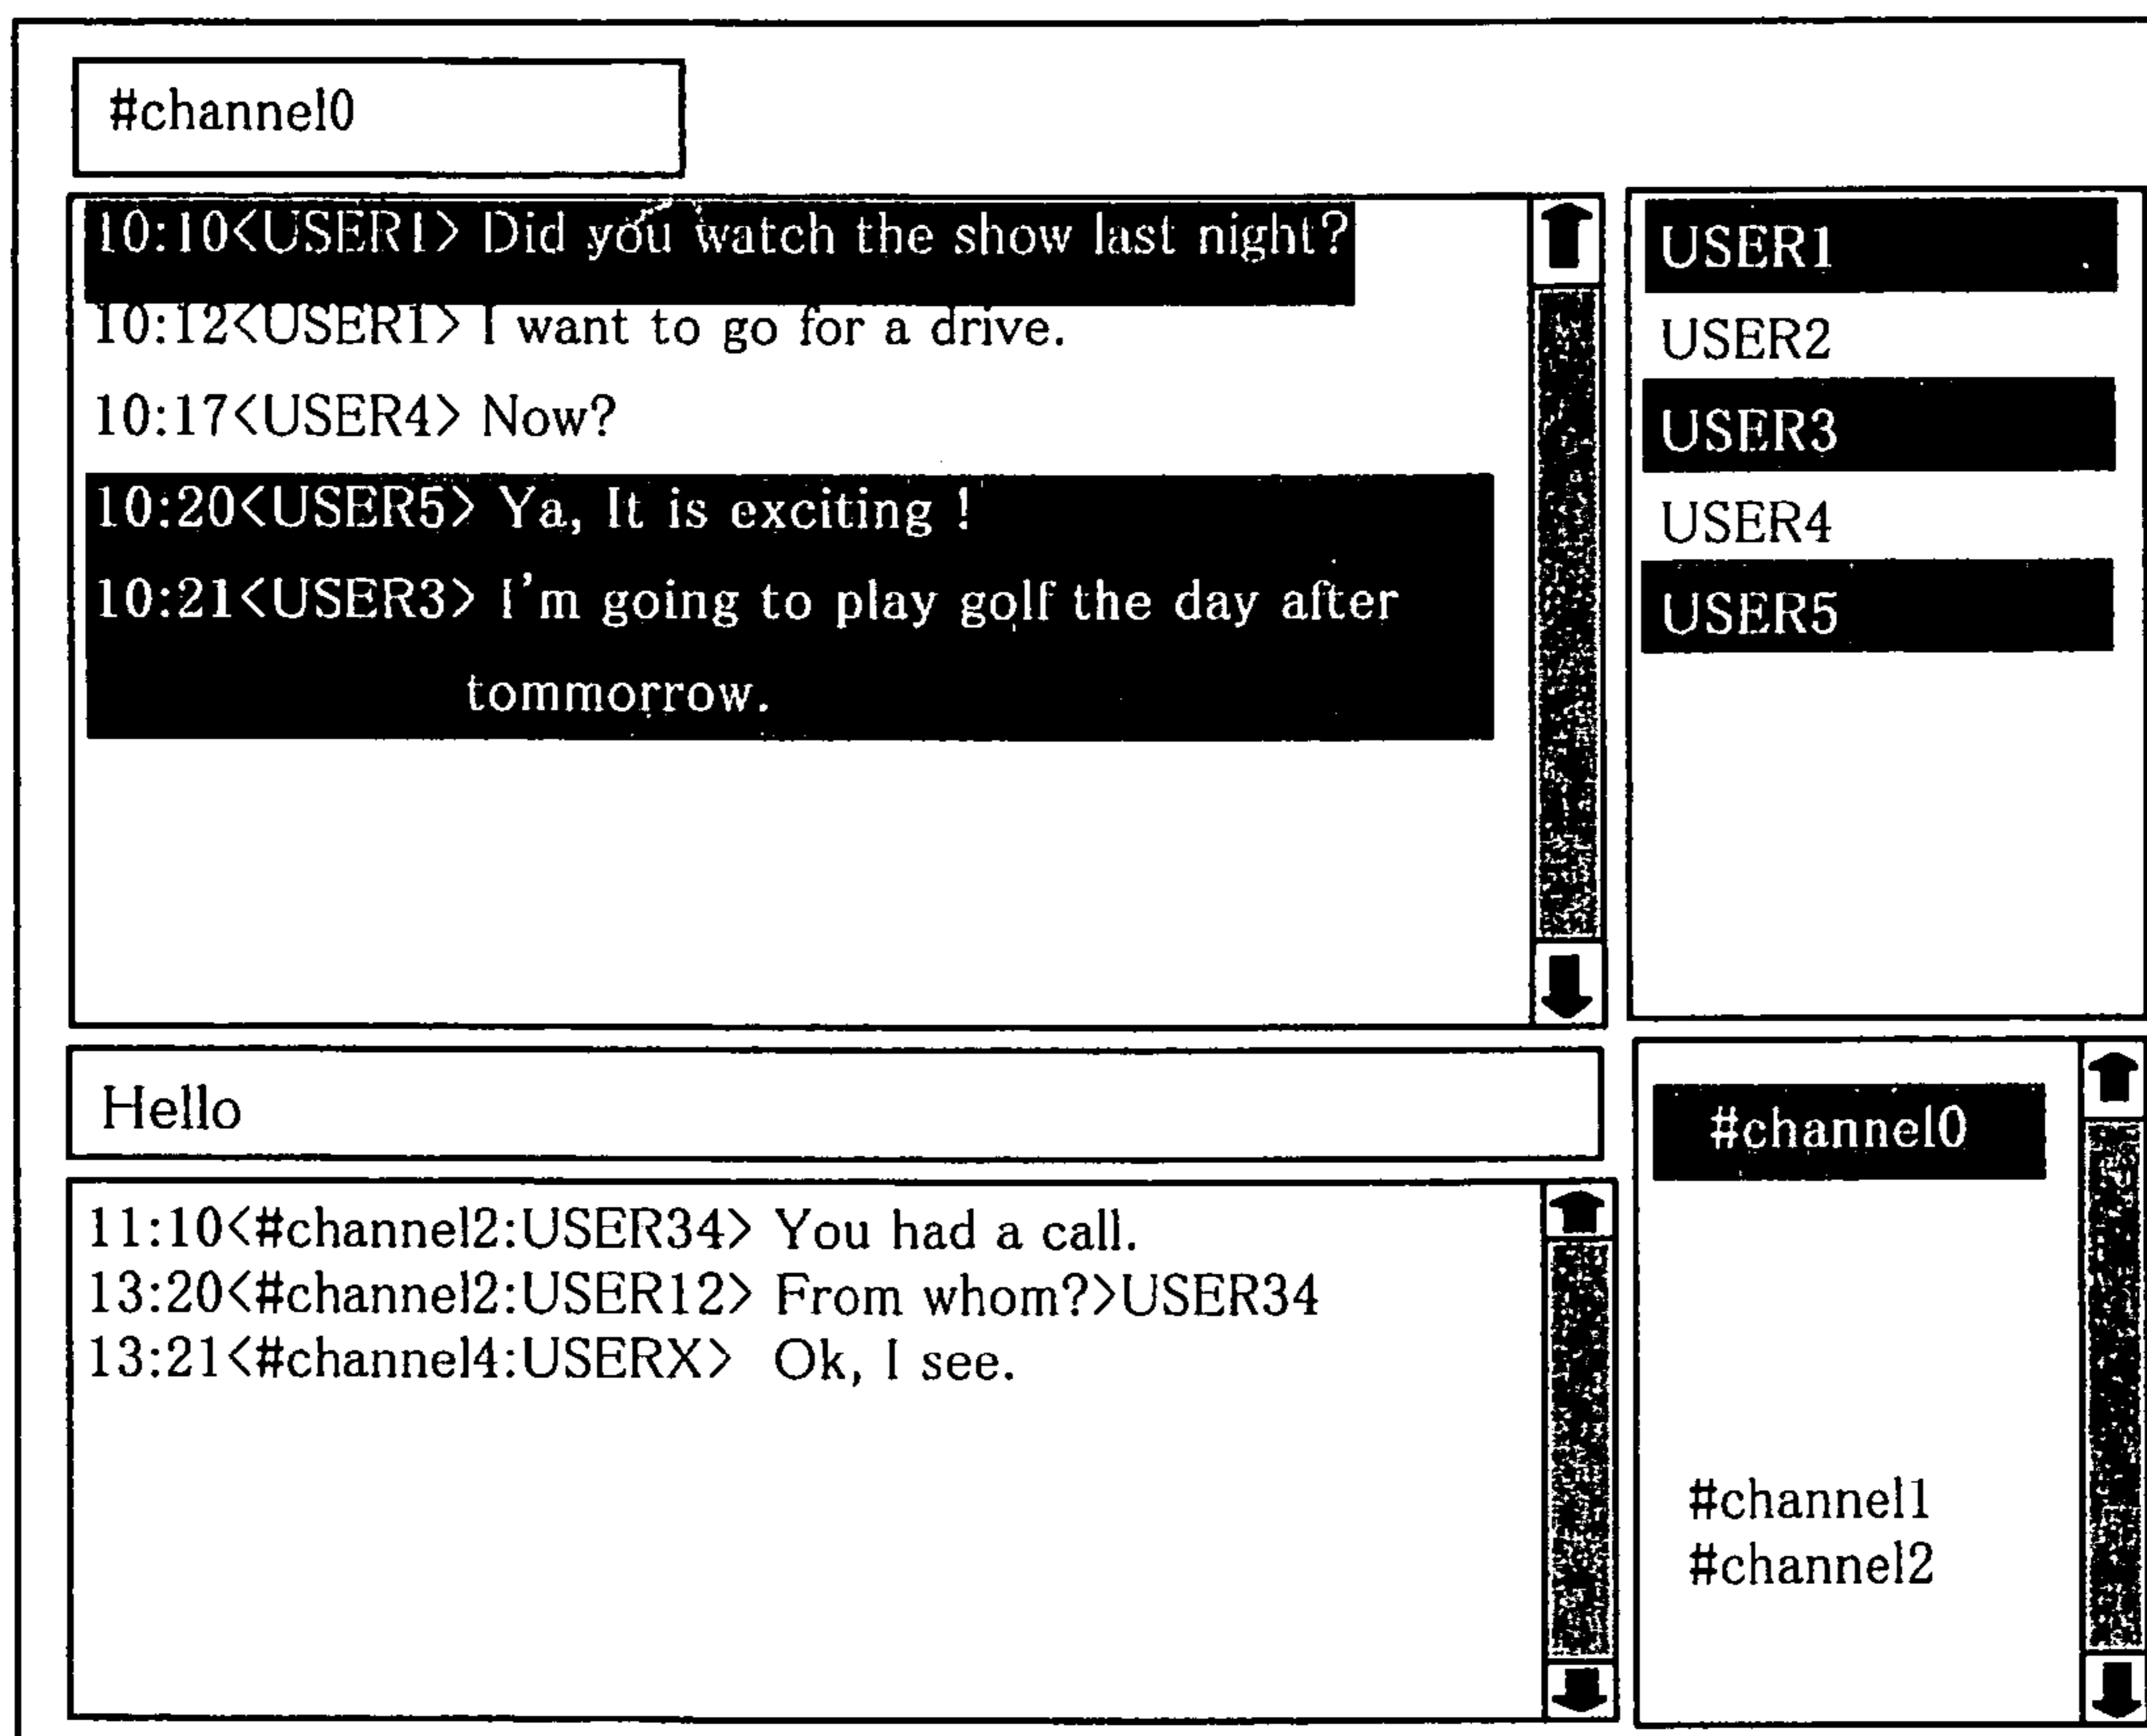 #channel0
10:10<USER1> Did you watch the show last night?
10:12<USER1> I want to go for a drive.
10:17<USER4> Now?
10:20<USER5> Ya, It is exciting !
10:21<USER3> I'm going to play golf the day after
tommorrow.
USER1
USER2
USER3
USER4
USER5
Hello
11:10<#channel2:USER34> You had a call.
13:20<#channel2:USER12> From whom?>USER34
13:21<#channel4:USERX> Ok, I see.
#channel0
#channel1
#channel2